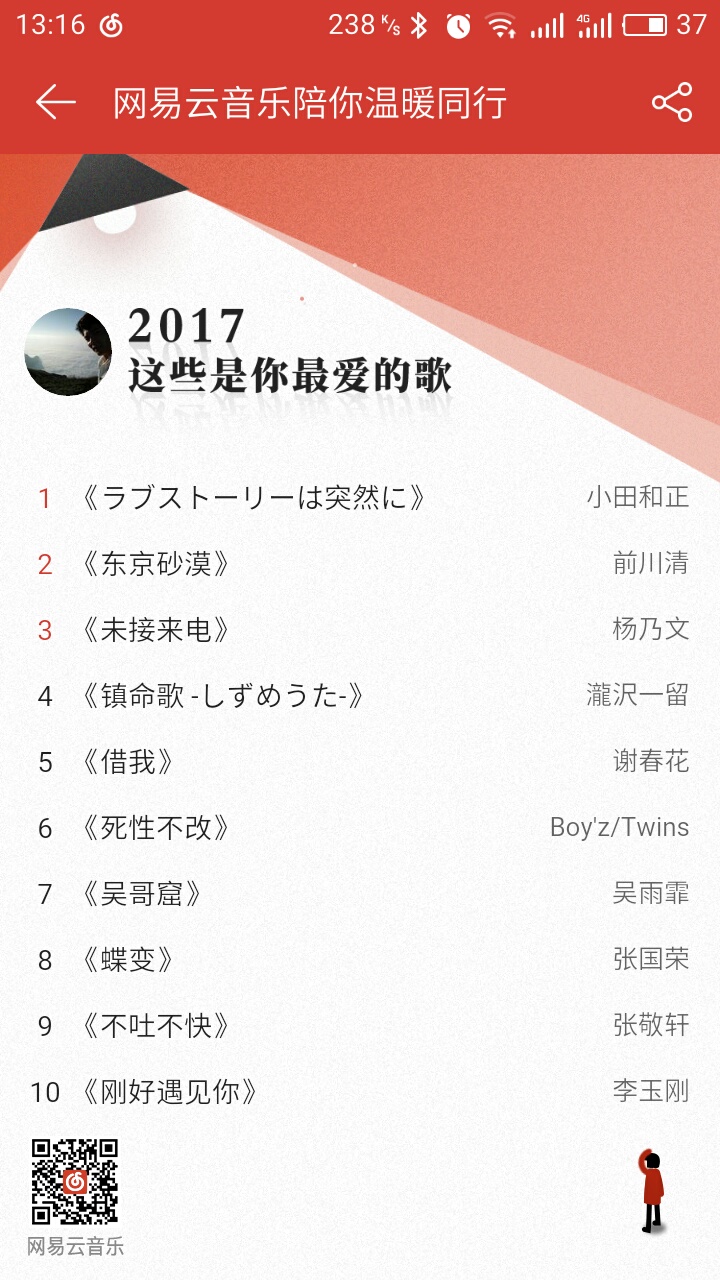 13:16 238 K/s 4G 37
网易云音乐陪你温暖同行
2017
这些是你最爱的歌
1 《ラブストーリーは突然に》 小田和正
2 《东京砂漠》 前川清
3 《未接来电》 杨乃文
4 《镇命歌 -しずめうた-》 瀧沢一留
5 《借我》 谢春花
6 《死性不改》 Boy'z/Twins
7 《吴哥窟》 吴雨霏
8 《蝶变》 张国荣
9 《不吐不快》 张敬轩
10 《刚好遇见你》 李玉刚
网易云音乐